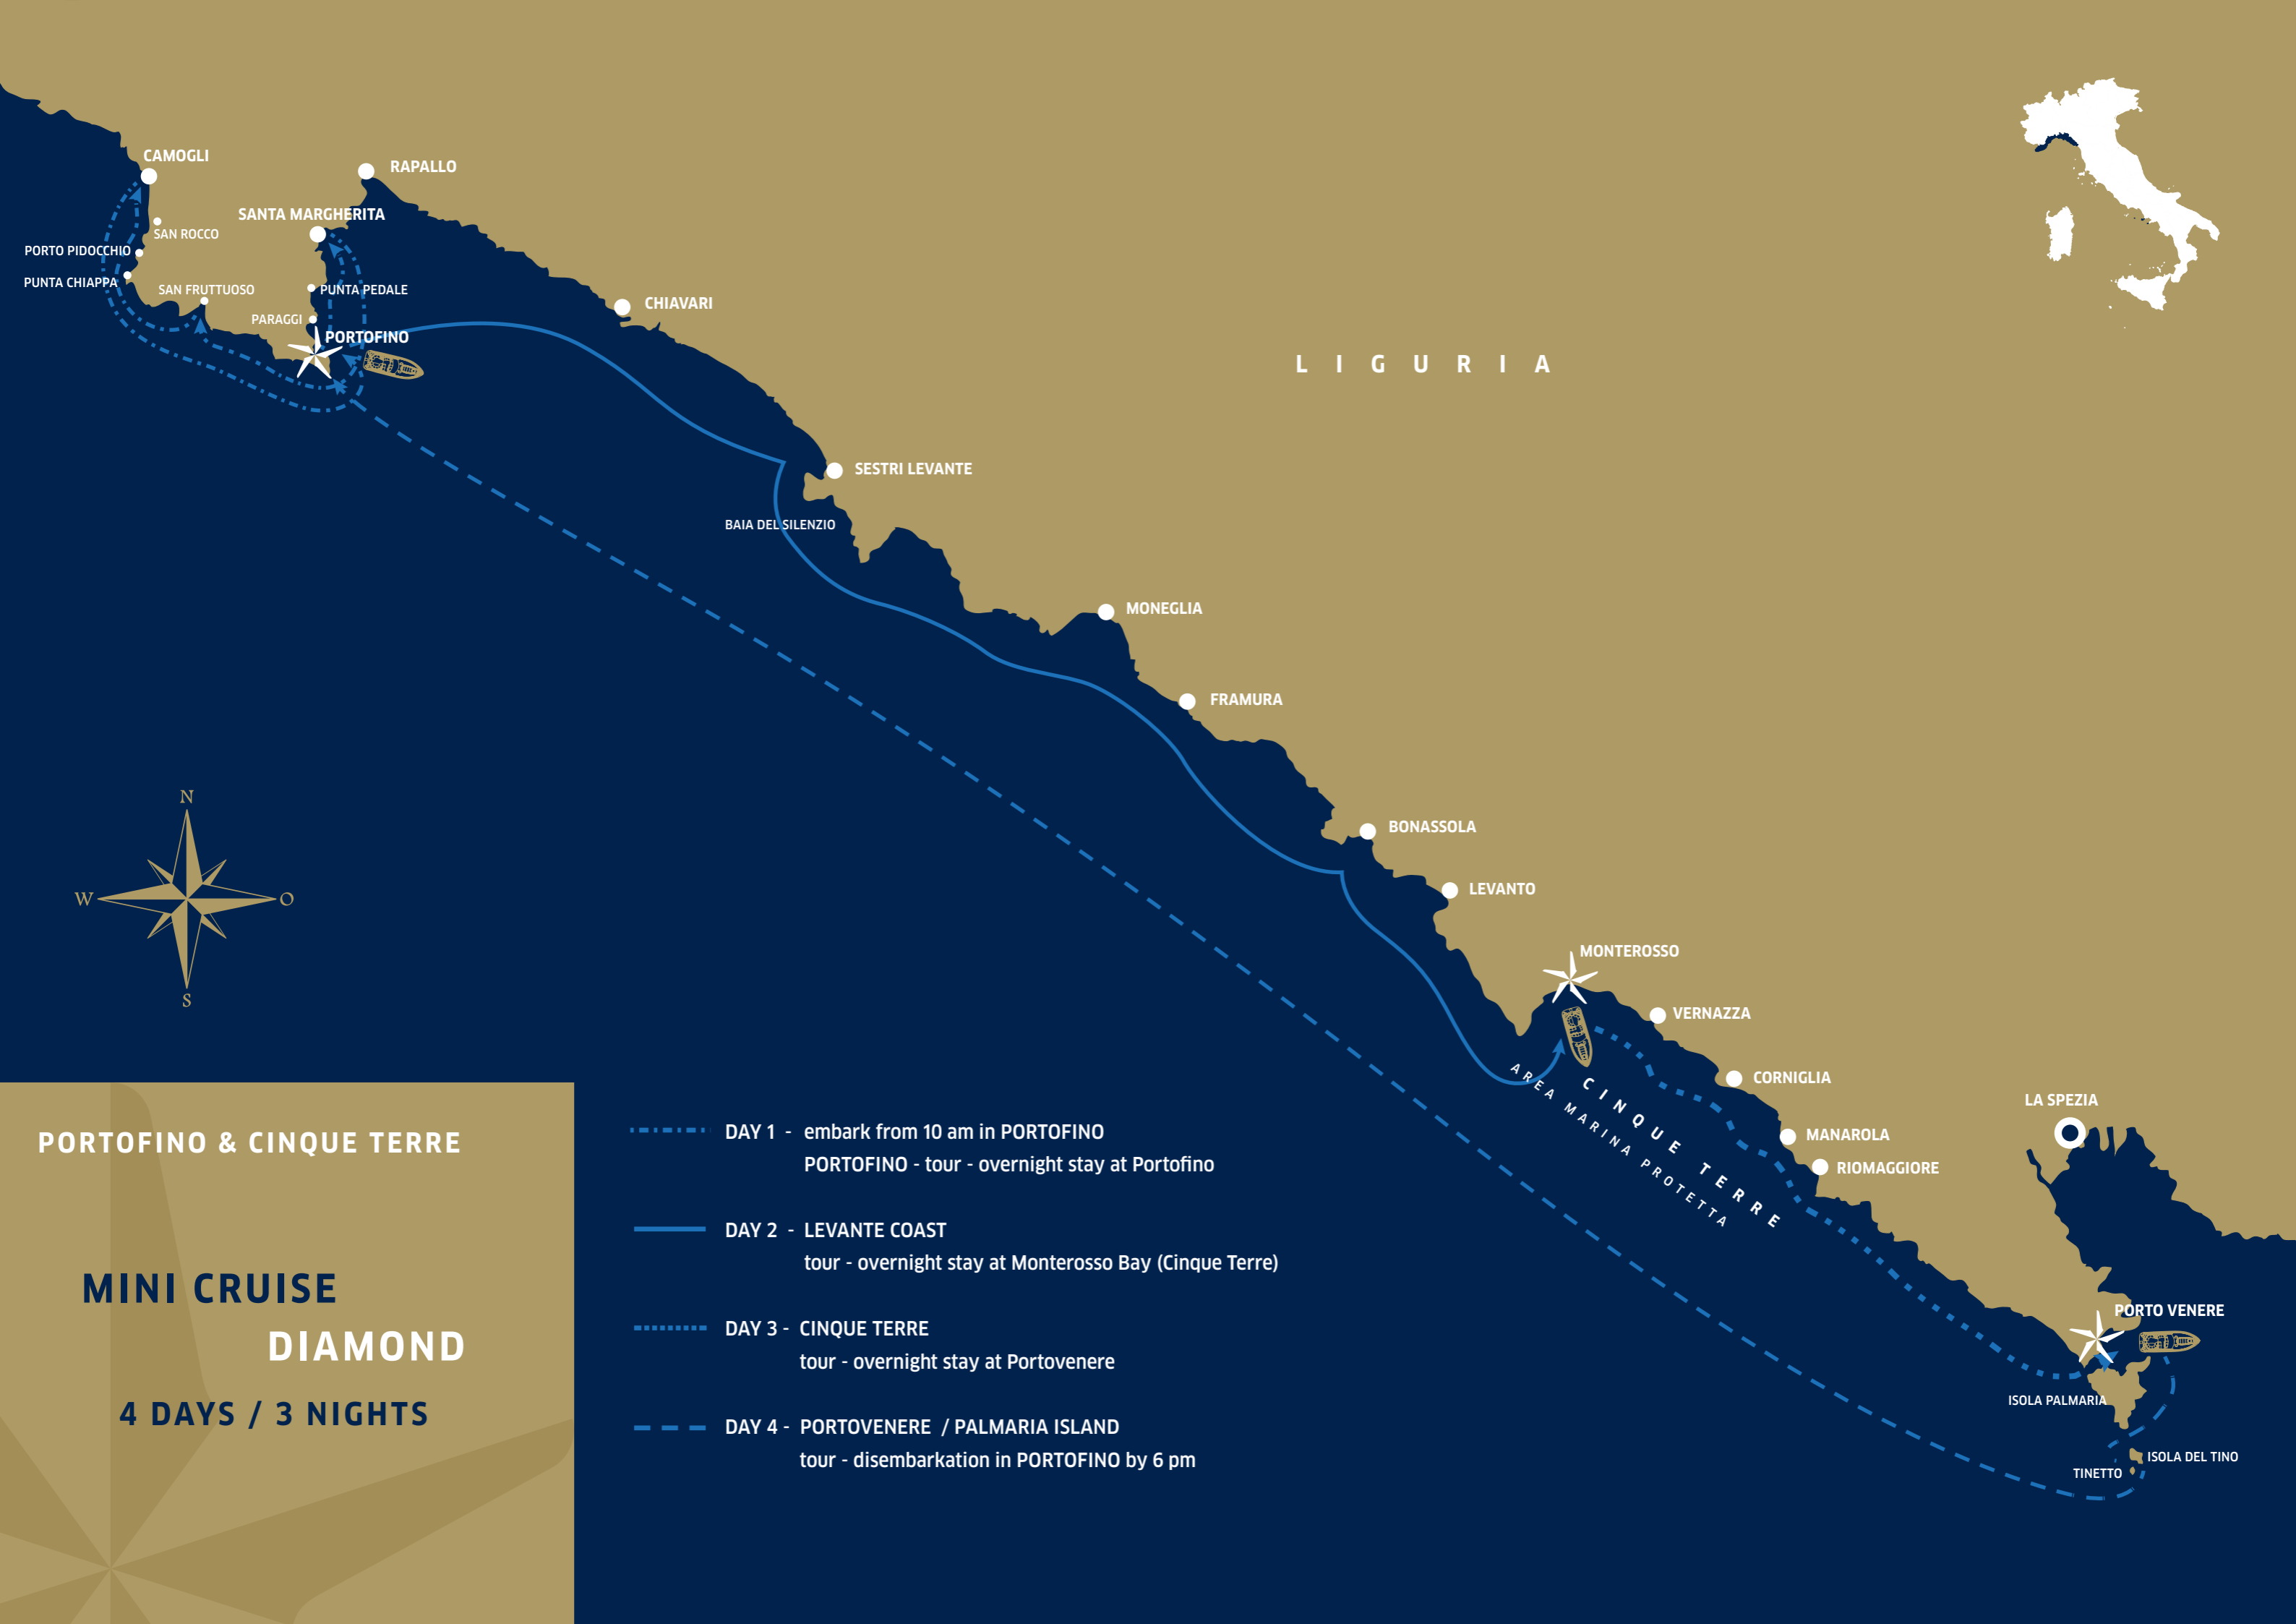 CAMOGLI
RAPALLO
SANTA MARGHERITA
SAN ROCCO
PORTO PIDOCCHIO
PUNTA CHIAPPA
SAN FRUTTUOSO
PUNTA PEDALE
PARAGGI
PORTOFINO
CHIAVARI
LIGURIA
SESTRI LEVANTE
BAIA DEL SILENZIO
MONEGLIA
FRAMURA
BONASSOLA
LEVANTO
MONTEROSSO
VERNAZZA
CORNIGLIA
MANAROLA
RIOMAGGIORE
CINQUE TERRE
AREA MARINA PROTETTA
LA SPEZIA
PORTO VENERE
ISOLA PALMARIA
ISOLA DEL TINO
TINETTO
N
W
O
S
PORTOFINO & CINQUE TERRE
MINI CRUISE
DIAMOND
4 DAYS / 3 NIGHTS
DAY 1 - embark from 10 am in PORTOFINO
PORTOFINO - tour - overnight stay at Portofino
DAY 2 - LEVANTE COAST
tour - overnight stay at Monterosso Bay (Cinque Terre)
DAY 3 - CINQUE TERRE
tour - overnight stay at Portovenere
DAY 4 - PORTOVENERE / PALMARIA ISLAND
tour - disembarkation in PORTOFINO by 6 pm